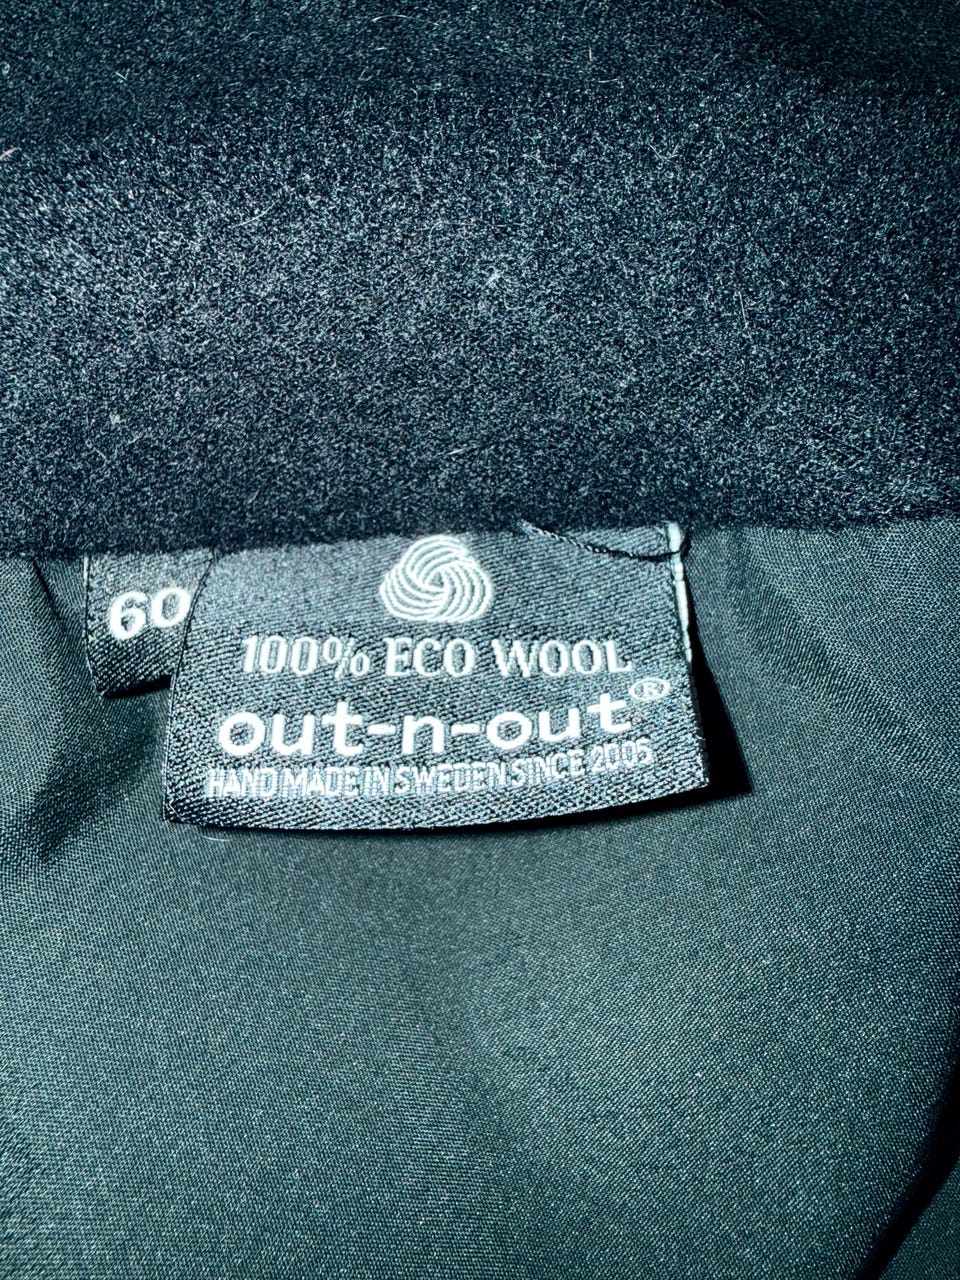 60
100% ECO WOOL
out-n-out®
HAND MADE IN SWEDEN SINCE 2005